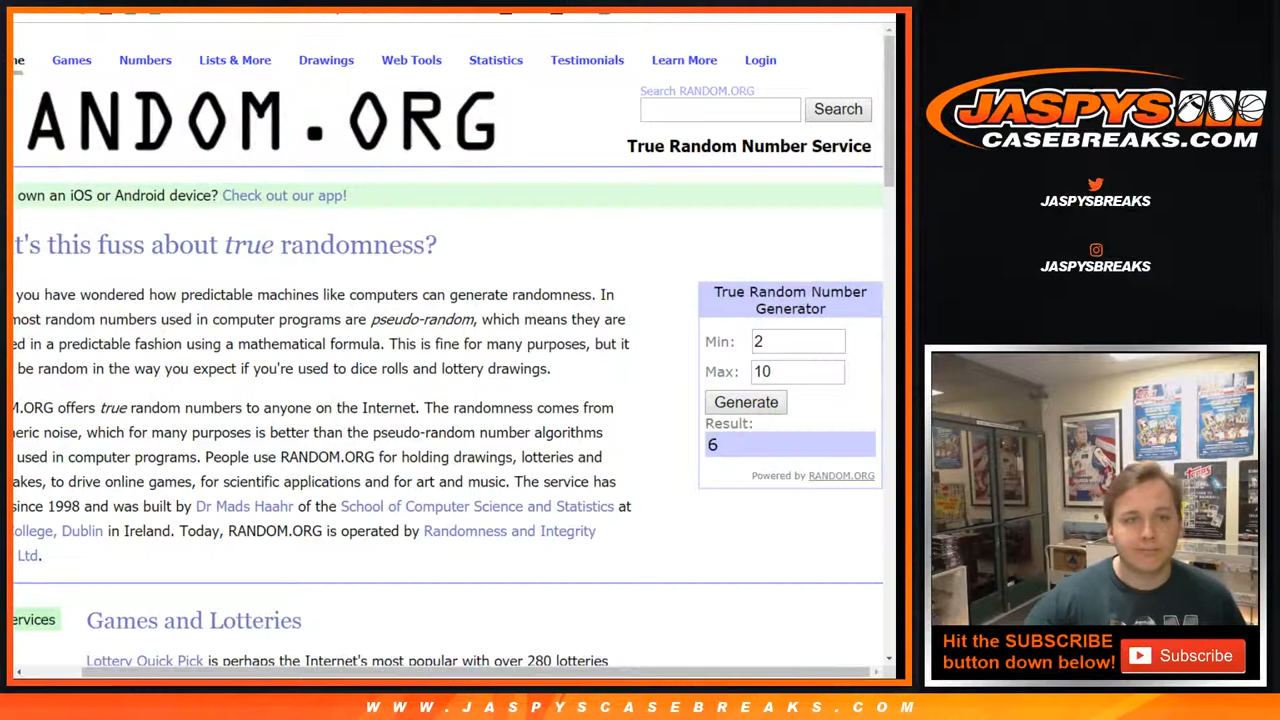 ne Games Numbers Lists & More Drawings Web Tools Statistics Testimonials Learn More Login
ANDOM.ORG
Search RANDOM.ORG
Search
True Random Number Service
own an iOS or Android device? Check out our app!
t's this fuss about true randomness?
you have wondered how predictable machines like computers can generate randomness. In
most random numbers used in computer programs are pseudo-random, which means they are
ed in a predictable fashion using a mathematical formula. This is fine for many purposes, but it
be random in the way you expect if you're used to dice rolls and lottery drawings.
M.ORG offers true random numbers to anyone on the Internet. The randomness comes from
heric noise, which for many purposes is better than the pseudo-random number algorithms
used in computer programs. People use RANDOM.ORG for holding drawings, lotteries and
akes, to drive online games, for scientific applications and for art and music. The service has
since 1998 and was built by Dr Mads Haahr of the School of Computer Science and Statistics at
College, Dublin in Ireland. Today, RANDOM.ORG is operated by Randomness and Integrity
Ltd.
True Random Number
Generator
Min: 2
Max: 10
Generate
Result:
6
Powered by RANDOM.ORG
ervices
Games and Lotteries
Lottery Quick Pick is perhaps the Internet's most popular with over 280 lotteries
JASPYS
CASEBREAKS.COM
JASPYSBREAKS
JASPYSBREAKS
topps
Hit the SUBSCRIBE
button down below!
Subscribe
WWW.JASPYSCASEBREAKS.COM